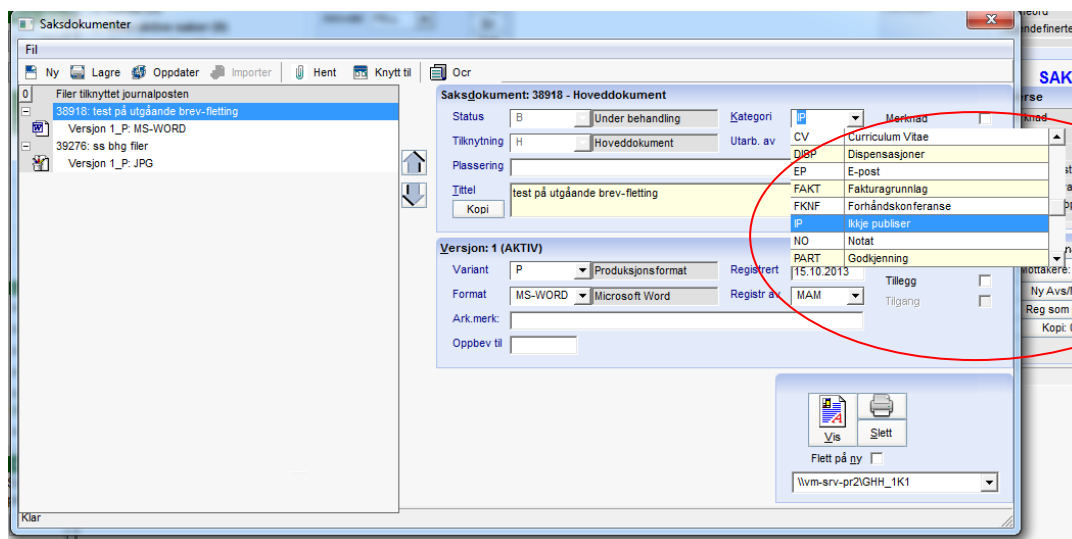 Saksdokumenter
Fil
Ny Lagre Oppdater Importer Hent Knytt til Ocr
0 Filer tilknyttet journalposten
38918: test på utgåande brev-fletting
Versjon 1_P: MS-WORD
39276: ss bhg filer
Versjon 1_P: JPG
Saksdokument: 38918 - Hoveddokument
Status B Under behandling Kategori IP Merknad
Tilknytning H Hoveddokument Utarb. av
Plassering
Tittel test på utgåande brev-fletting
Kopi
CV Curriculum Vitae
DISP Dispensasjoner
EP E-post
FAKT Fakturagrunnlag
FKNF Forhåndskonferanse
IP Ikkje publiser
NO Notat
PART Godkjenning
Versjon: 1 (AKTIV)
Variant P Produksjonsformat Registrert 15.10.2013 Tillegg
Format MS-WORD Microsoft Word Registr av MAM Tilgang
Ark.merk:
Oppbev til
Vis Slett
Flett på ny
\\vm-srv-pr2\GHH_1K1
Klar
ndefinerte
SAK
rse
Mottakere:
Ny Avs/
Reg som
Kopi: